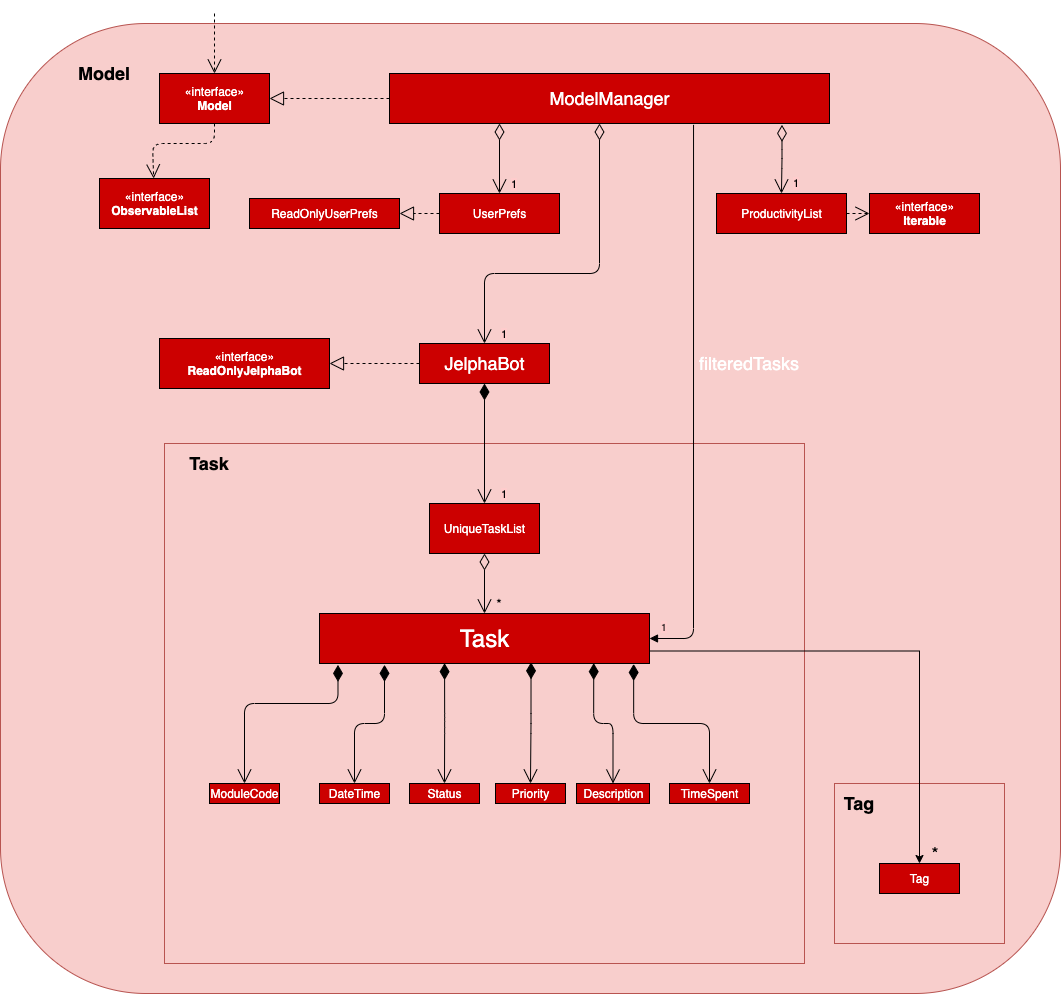 Model
«interface»
Model
ModelManager
«interface»
ObservableList
1
1
ReadOnlyUserPrefs
UserPrefs
ProductivityList
«interface»
Iterable
1
«interface»
ReadOnlyJelphaBot
JelphaBot
filteredTasks
Task
1
UniqueTaskList
*
Task
1
ModuleCode
DateTime
Status
Priority
Description
TimeSpent
Tag
*
Tag